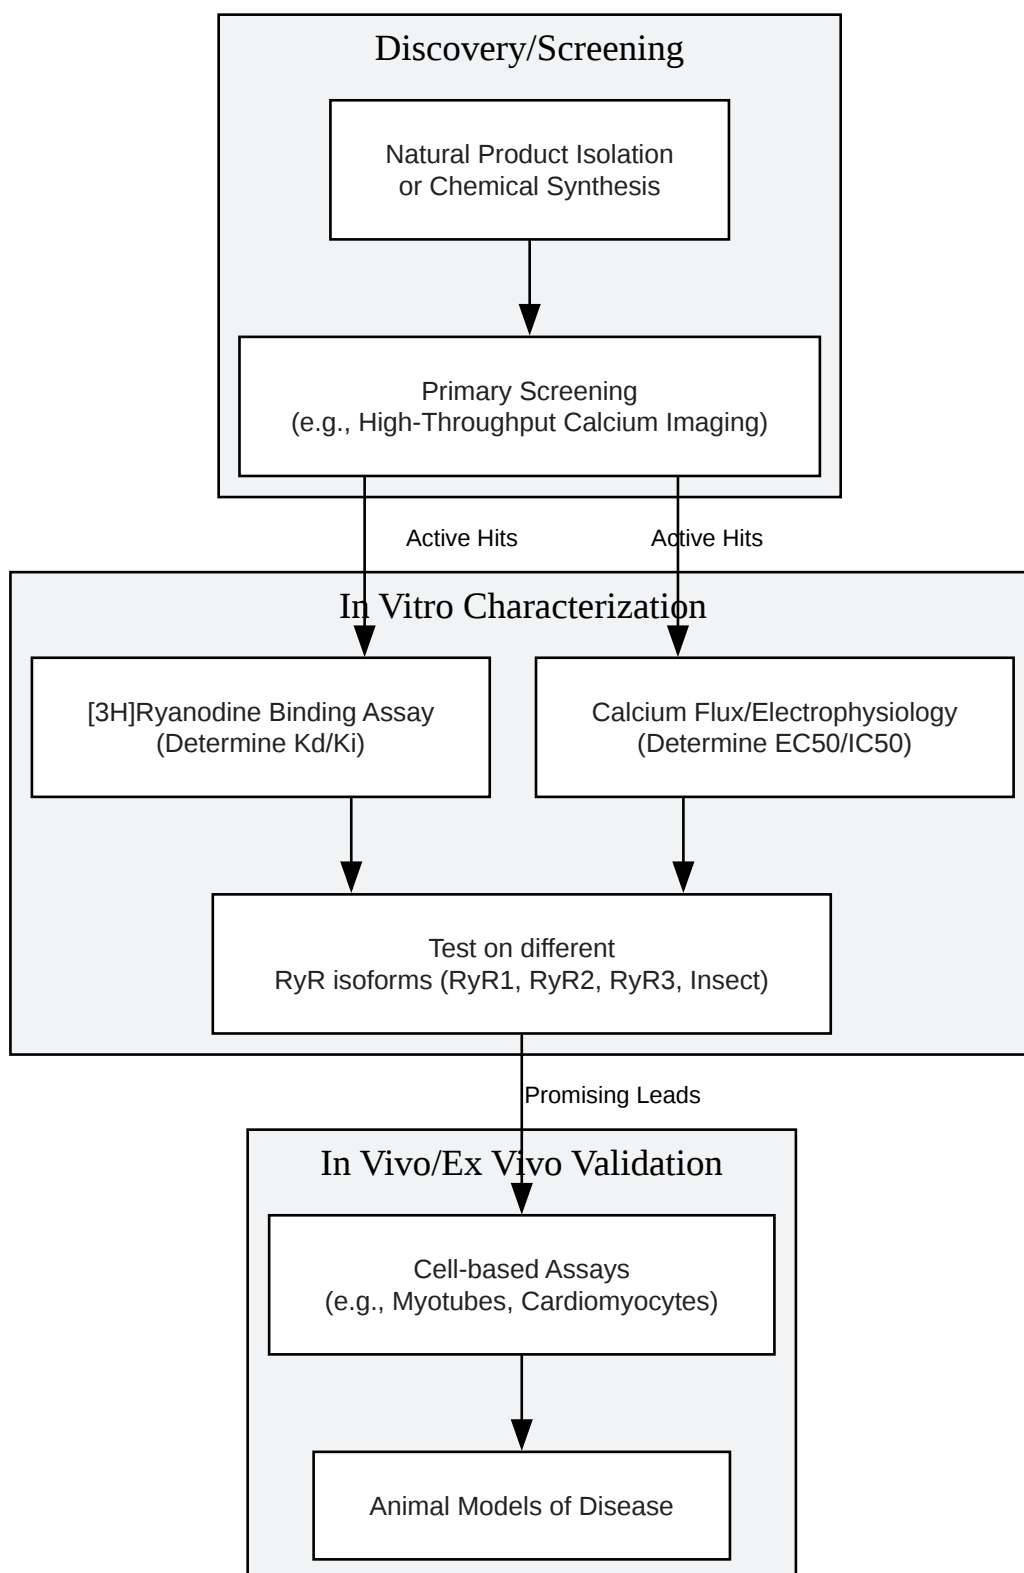 Discovery/Screening
Natural Product Isolation
or Chemical Synthesis
Primary Screening
(e.g., High-Throughput Calcium Imaging)
Active Hits
Active Hits
In Vitro Characterization
[3H]Ryanodine Binding Assay
(Determine Kd/Ki)
Calcium Flux/Electrophysiology
(Determine EC50/IC50)
Test on different
RyR isoforms (RyR1, RyR2, RyR3, Insect)
Promising Leads
In Vivo/Ex Vivo Validation
Cell-based Assays
(e.g., Myotubes, Cardiomyocytes)
Animal Models of Disease